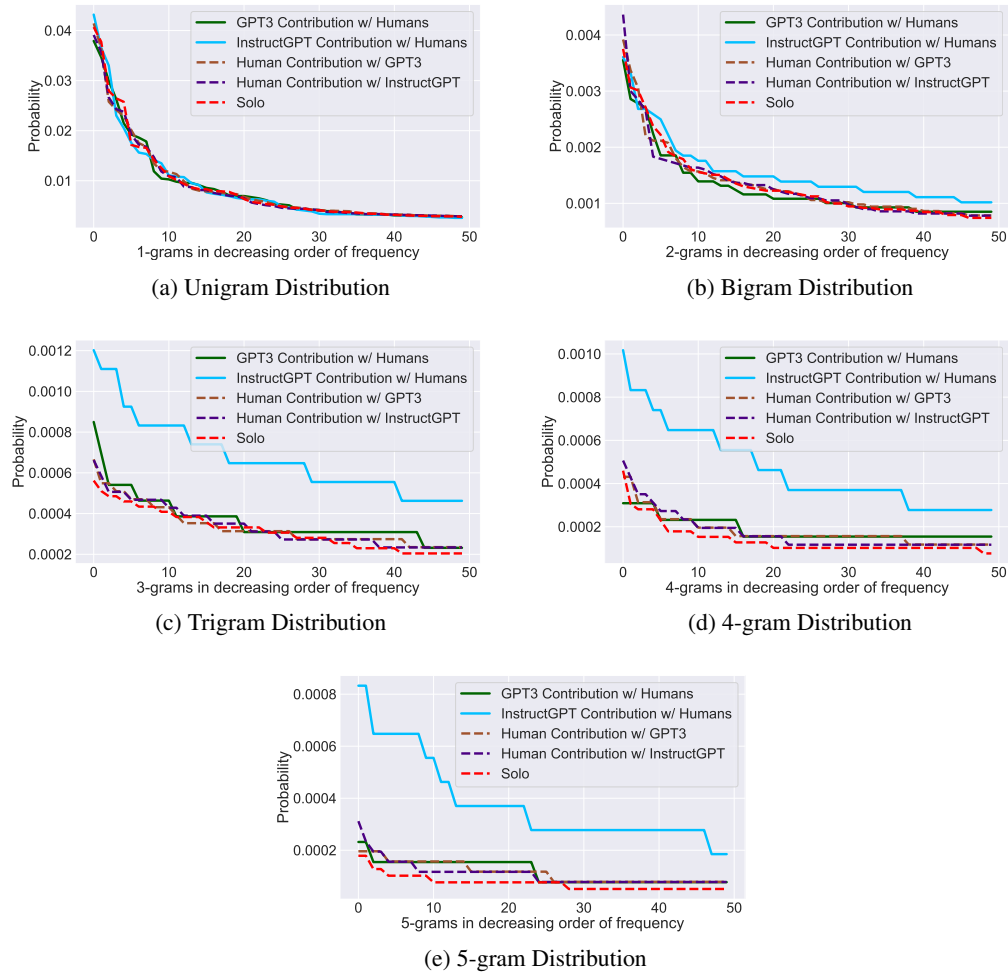 GPT3 Contribution w/ Humans
InstructGPT Contribution w/ Humans
Human Contribution w/ GPT3
Human Contribution w/ InstructGPT
Solo
Probability
0.04
0.03
0.02
0.01
0 10 20 30 40 50
1-grams in decreasing order of frequency
(a) Unigram Distribution
GPT3 Contribution w/ Humans
InstructGPT Contribution w/ Humans
Human Contribution w/ GPT3
Human Contribution w/ InstructGPT
Solo
Probability
0.004
0.003
0.002
0.001
0 10 20 30 40 50
2-grams in decreasing order of frequency
(b) Bigram Distribution
GPT3 Contribution w/ Humans
InstructGPT Contribution w/ Humans
Human Contribution w/ GPT3
Human Contribution w/ InstructGPT
Solo
Probability
0.0012
0.0010
0.0008
0.0006
0.0004
0.0002
0 10 20 30 40 50
3-grams in decreasing order of frequency
(c) Trigram Distribution
GPT3 Contribution w/ Humans
InstructGPT Contribution w/ Humans
Human Contribution w/ GPT3
Human Contribution w/ InstructGPT
Solo
Probability
0.0010
0.0008
0.0006
0.0004
0.0002
0 10 20 30 40 50
4-grams in decreasing order of frequency
(d) 4-gram Distribution
GPT3 Contribution w/ Humans
InstructGPT Contribution w/ Humans
Human Contribution w/ GPT3
Human Contribution w/ InstructGPT
Solo
Probability
0.0008
0.0006
0.0004
0.0002
0 10 20 30 40 50
5-grams in decreasing order of frequency
(e) 5-gram Distribution